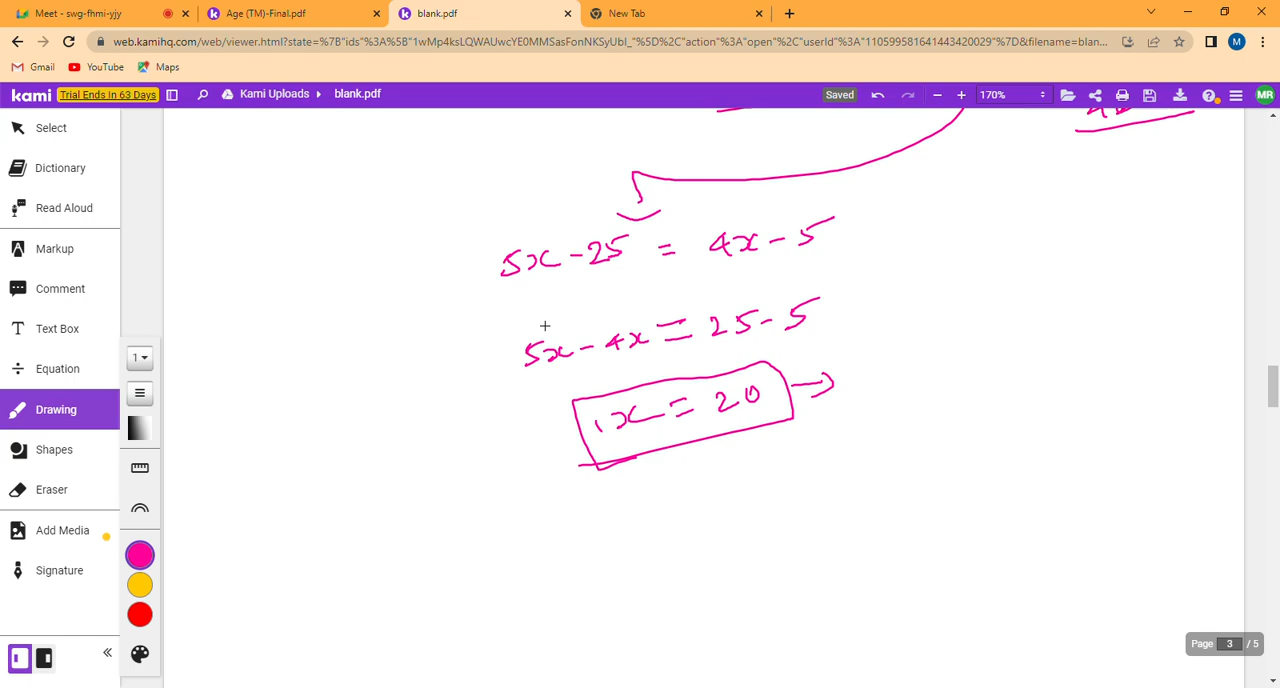 Meet - swg-fhmi-yjy
Age (TM)-Final.pdf
blank.pdf
New Tab
web.kamihq.com/web/viewer.html?state=%7B"ids"%3A%5B"1wMp4ksLQWAUwcYE0MMSasFonNKSyUbI_"%5D%2C"action"%3A"open"%2C"userId"%3A"110599581641443420029"%7D&filename=blan...
M
Gmail
YouTube
Maps
kami
Trial Ends In 63 Days
Kami Uploads
blank.pdf
Saved
170%
MR
Select
Dictionary
Read Aloud
Markup
Comment
Text Box
Equation
Drawing
Shapes
Eraser
Add Media
Signature
1
5x - 25 = 4x - 5
5x - 4x = 25 - 5
1x = 20
Page 3 / 5